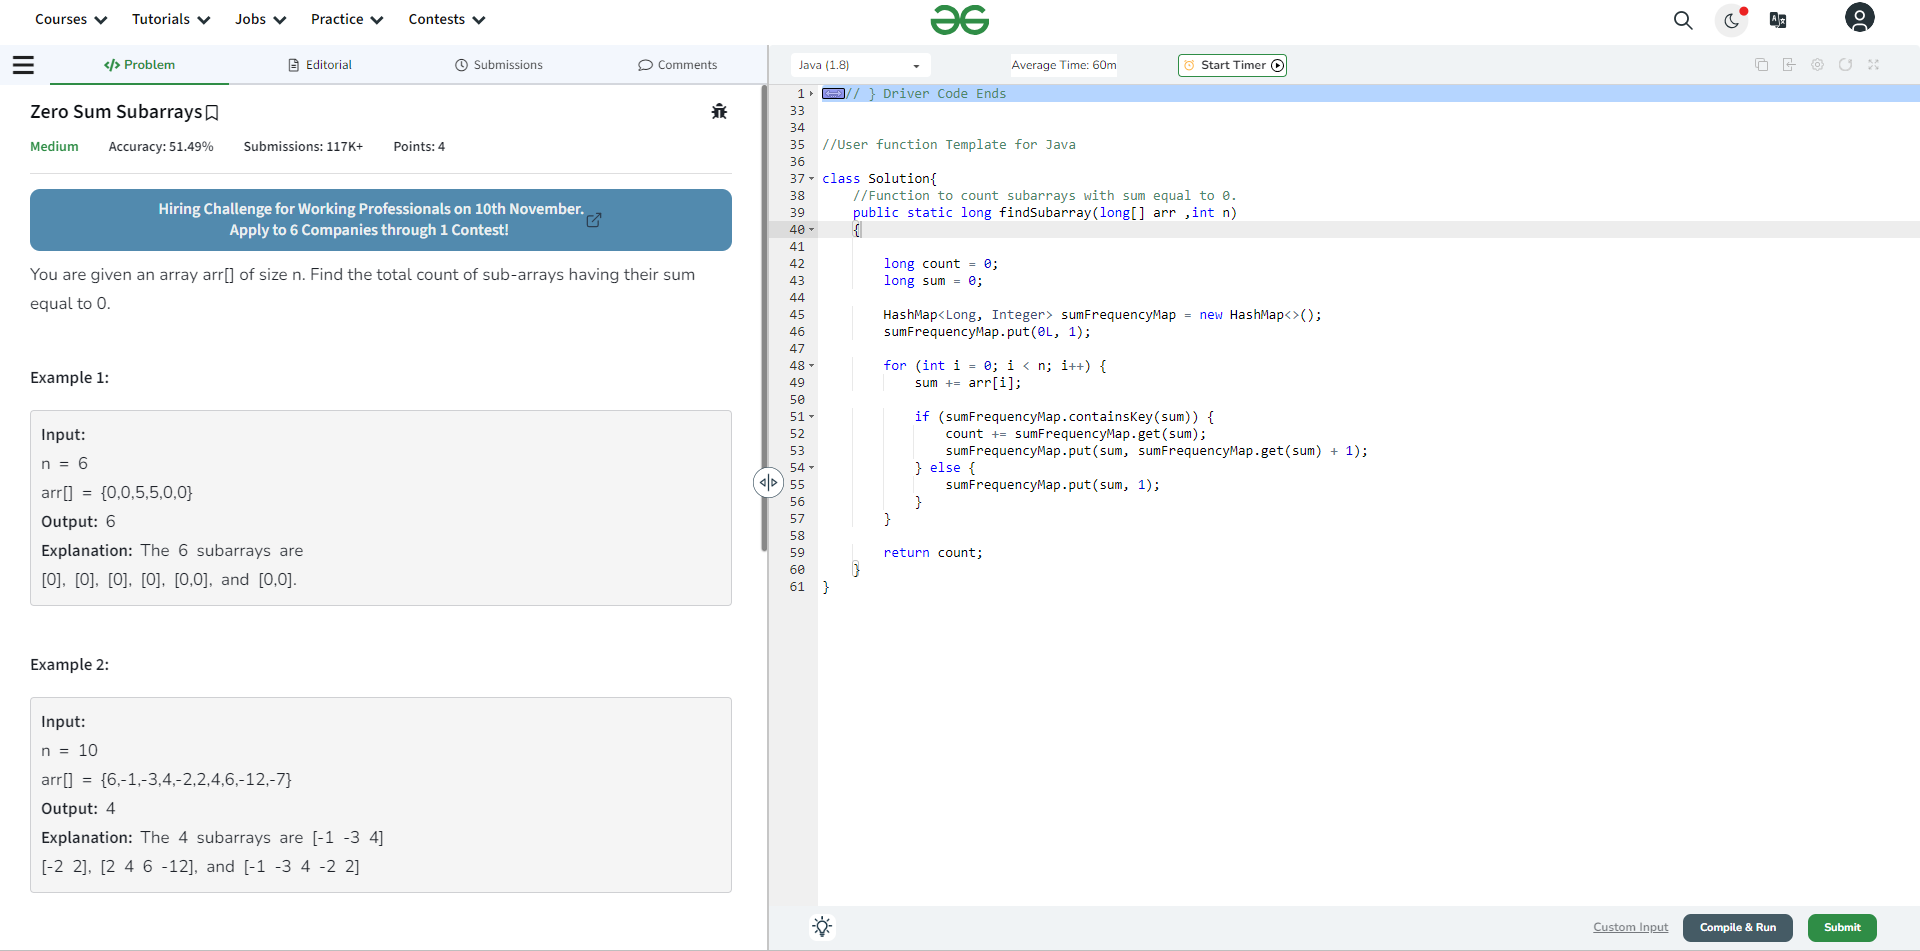 Courses Tutorials Jobs Practice Contests
</> Problem Editorial Submissions Comments
Java (1.8) Average Time: 60m Start Timer
Zero Sum Subarrays
Medium Accuracy: 51.49% Submissions: 117K+ Points: 4
Hiring Challenge for Working Professionals on 10th November.
Apply to 6 Companies through 1 Contest!
You are given an array arr[] of size n. Find the total count of sub-arrays having their sum
equal to 0.
Example 1:
Input:
n = 6
arr[] = {0,0,5,5,0,0}
Output: 6
Explanation: The 6 subarrays are
[0], [0], [0], [0], [0,0], and [0,0].
Example 2:
Input:
n = 10
arr[] = {6,-1,-3,4,-2,2,4,6,-12,-7}
Output: 4
Explanation: The 4 subarrays are [-1 -3 4]
[-2 2], [2 4 6 -12], and [-1 -3 4 -2 2]
1 // } Driver Code Ends
33
34
35 //User function Template for Java
36
37 class Solution{
38 //Function to count subarrays with sum equal to 0.
39 public static long findSubarray(long[] arr ,int n)
40 {
41
42 long count = 0;
43 long sum = 0;
44
45 HashMap<Long, Integer> sumFrequencyMap = new HashMap<>();
46 sumFrequencyMap.put(0L, 1);
47
48 for (int i = 0; i < n; i++) {
49 sum += arr[i];
50
51 if (sumFrequencyMap.containsKey(sum)) {
52 count += sumFrequencyMap.get(sum);
53 sumFrequencyMap.put(sum, sumFrequencyMap.get(sum) + 1);
54 } else {
55 sumFrequencyMap.put(sum, 1);
56 }
57 }
58
59 return count;
60 }
61 }
Custom Input Compile & Run Submit